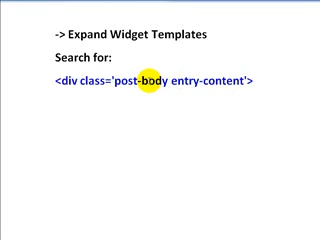 -> Expand Widget Templates
Search for:
<div class='post-body entry-content'>